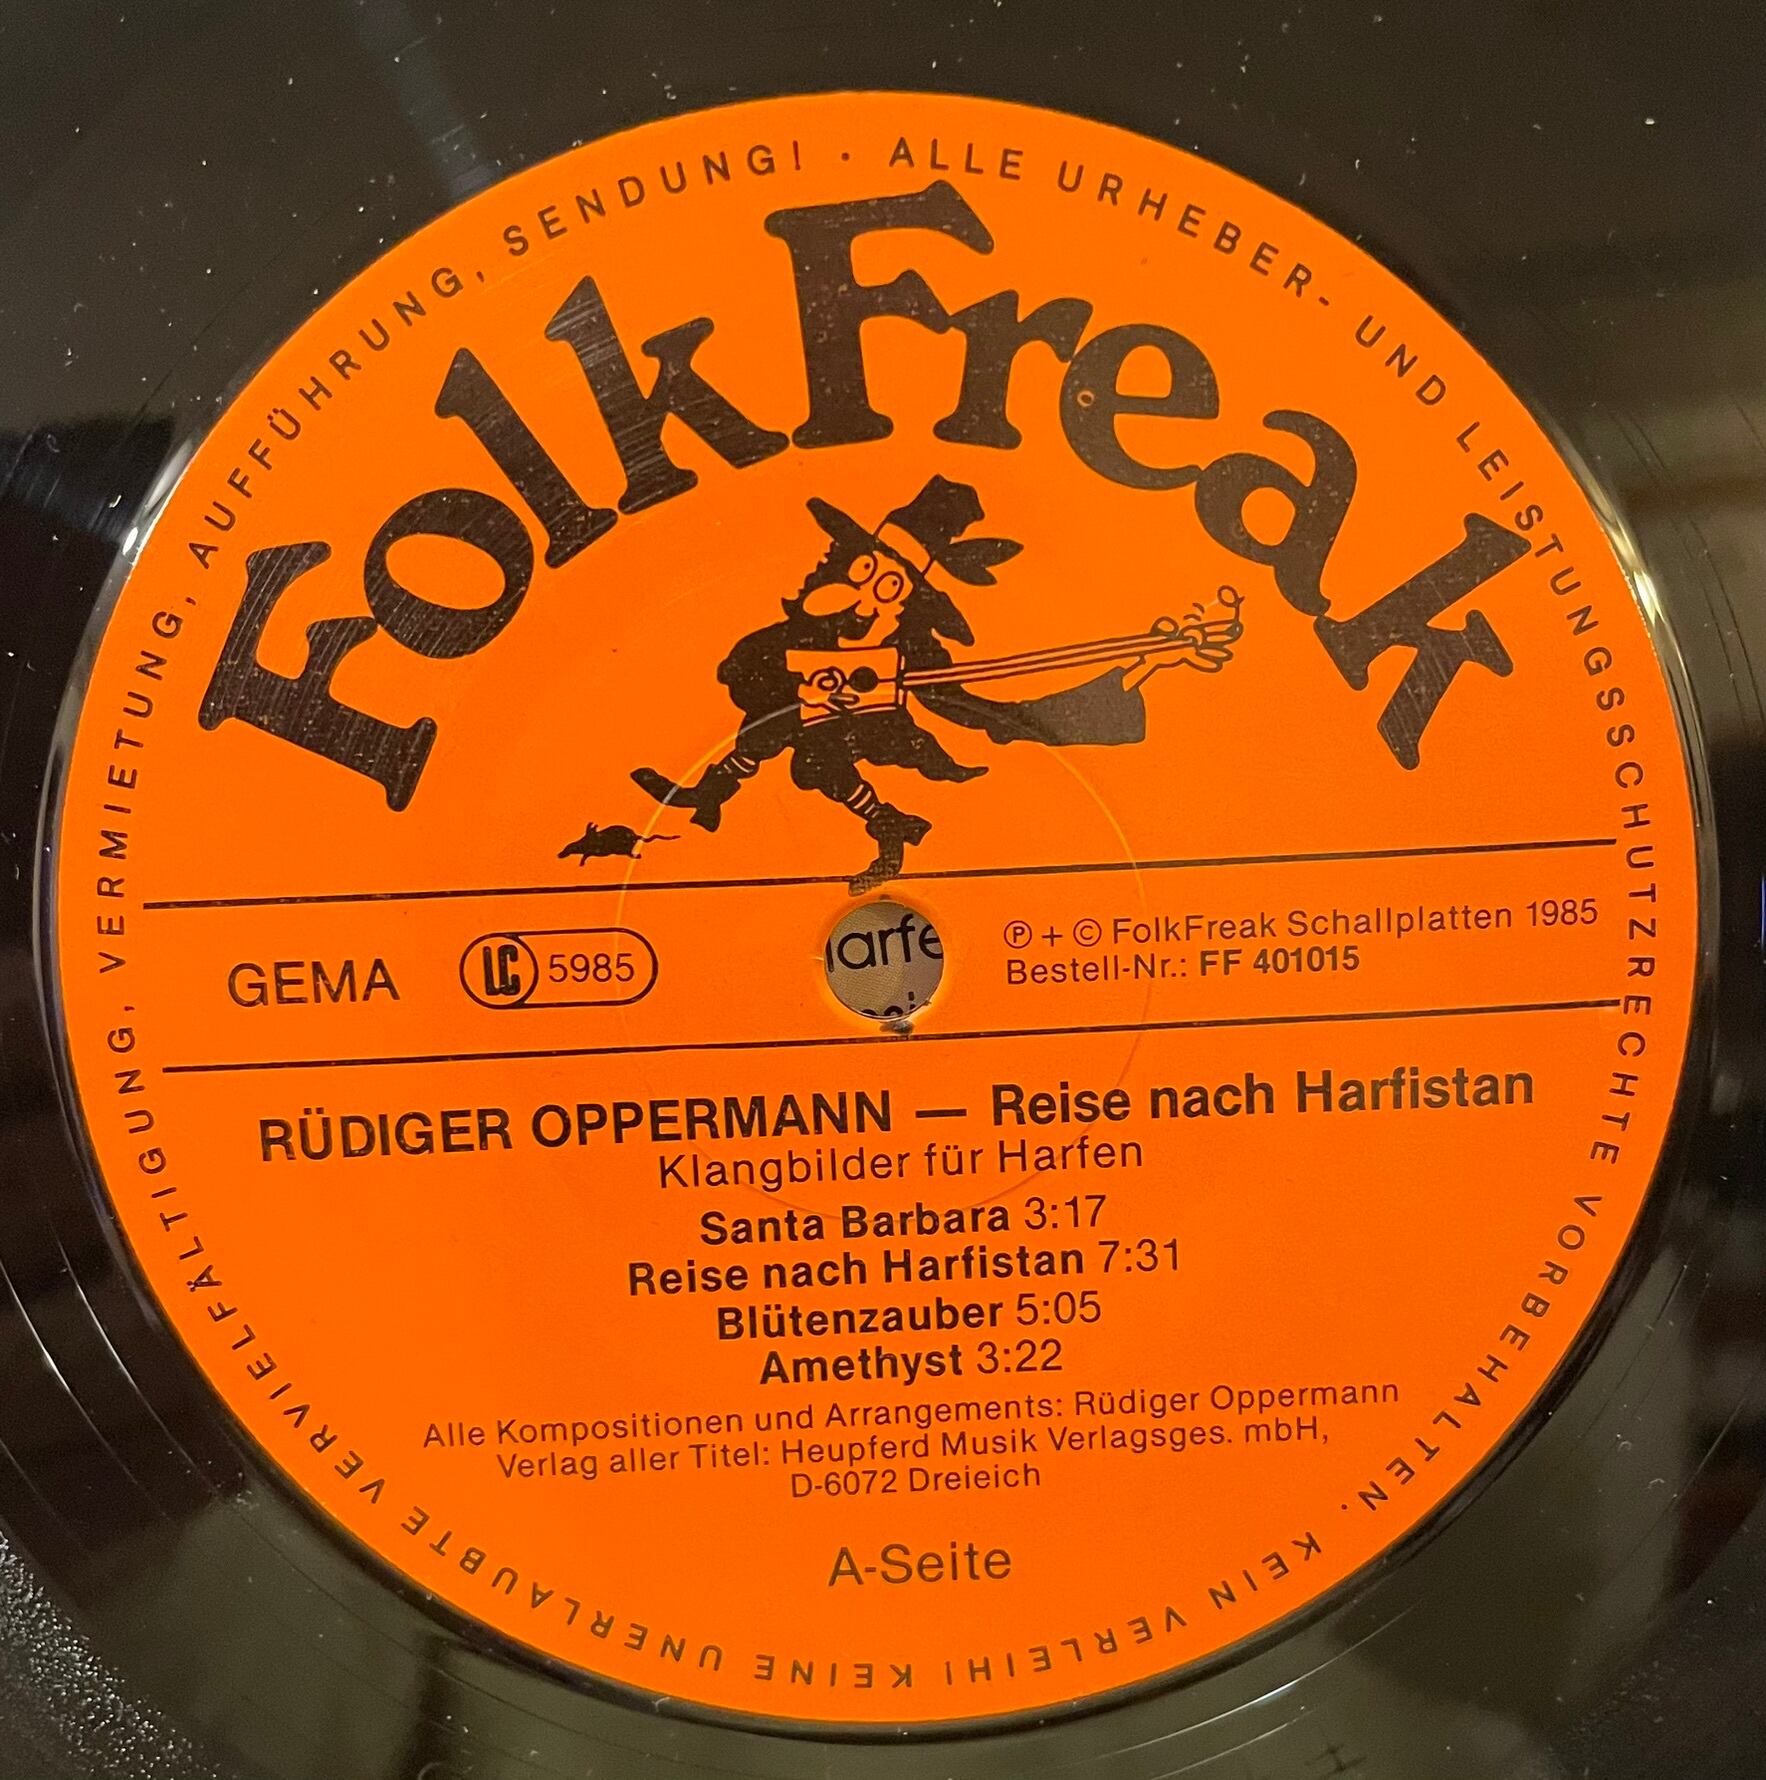 ALLE URHEBER- UND LEISTUNGSSCHUTZRECHTE VORBEHALTEN. KEIN VERLEIH! KEINE UNERLAUBTE VERVIELFÄLTIGUNG, VERMIETUNG, AUFFÜHRUNG, SENDUNG! ·
FolkFreak
GEMA
LC 5985
℗ + © FolkFreak Schallplatten 1985
Bestell-Nr.: FF 401015
arfe
RÜDIGER OPPERMANN — Reise nach Harfistan
Klangbilder für Harfen
Santa Barbara 3:17
Reise nach Harfistan 7:31
Blütenzauber 5:05
Amethyst 3:22
Alle Kompositionen und Arrangements: Rüdiger Oppermann
Verlag aller Titel: Heupferd Musik Verlagsges. mbH,
D-6072 Dreieich
A-Seite